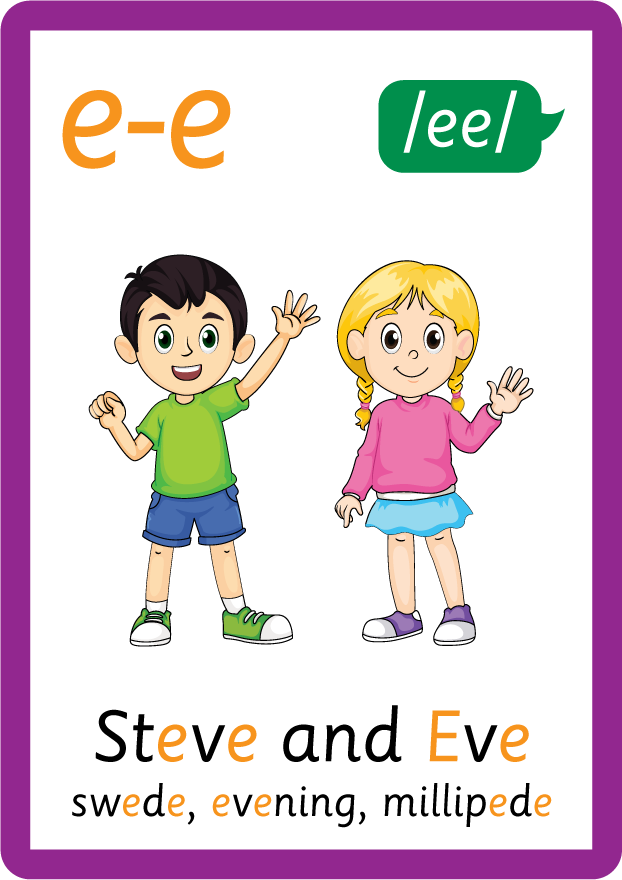 e-e
/ee/
Steve and Eve
swede, evening, millipede